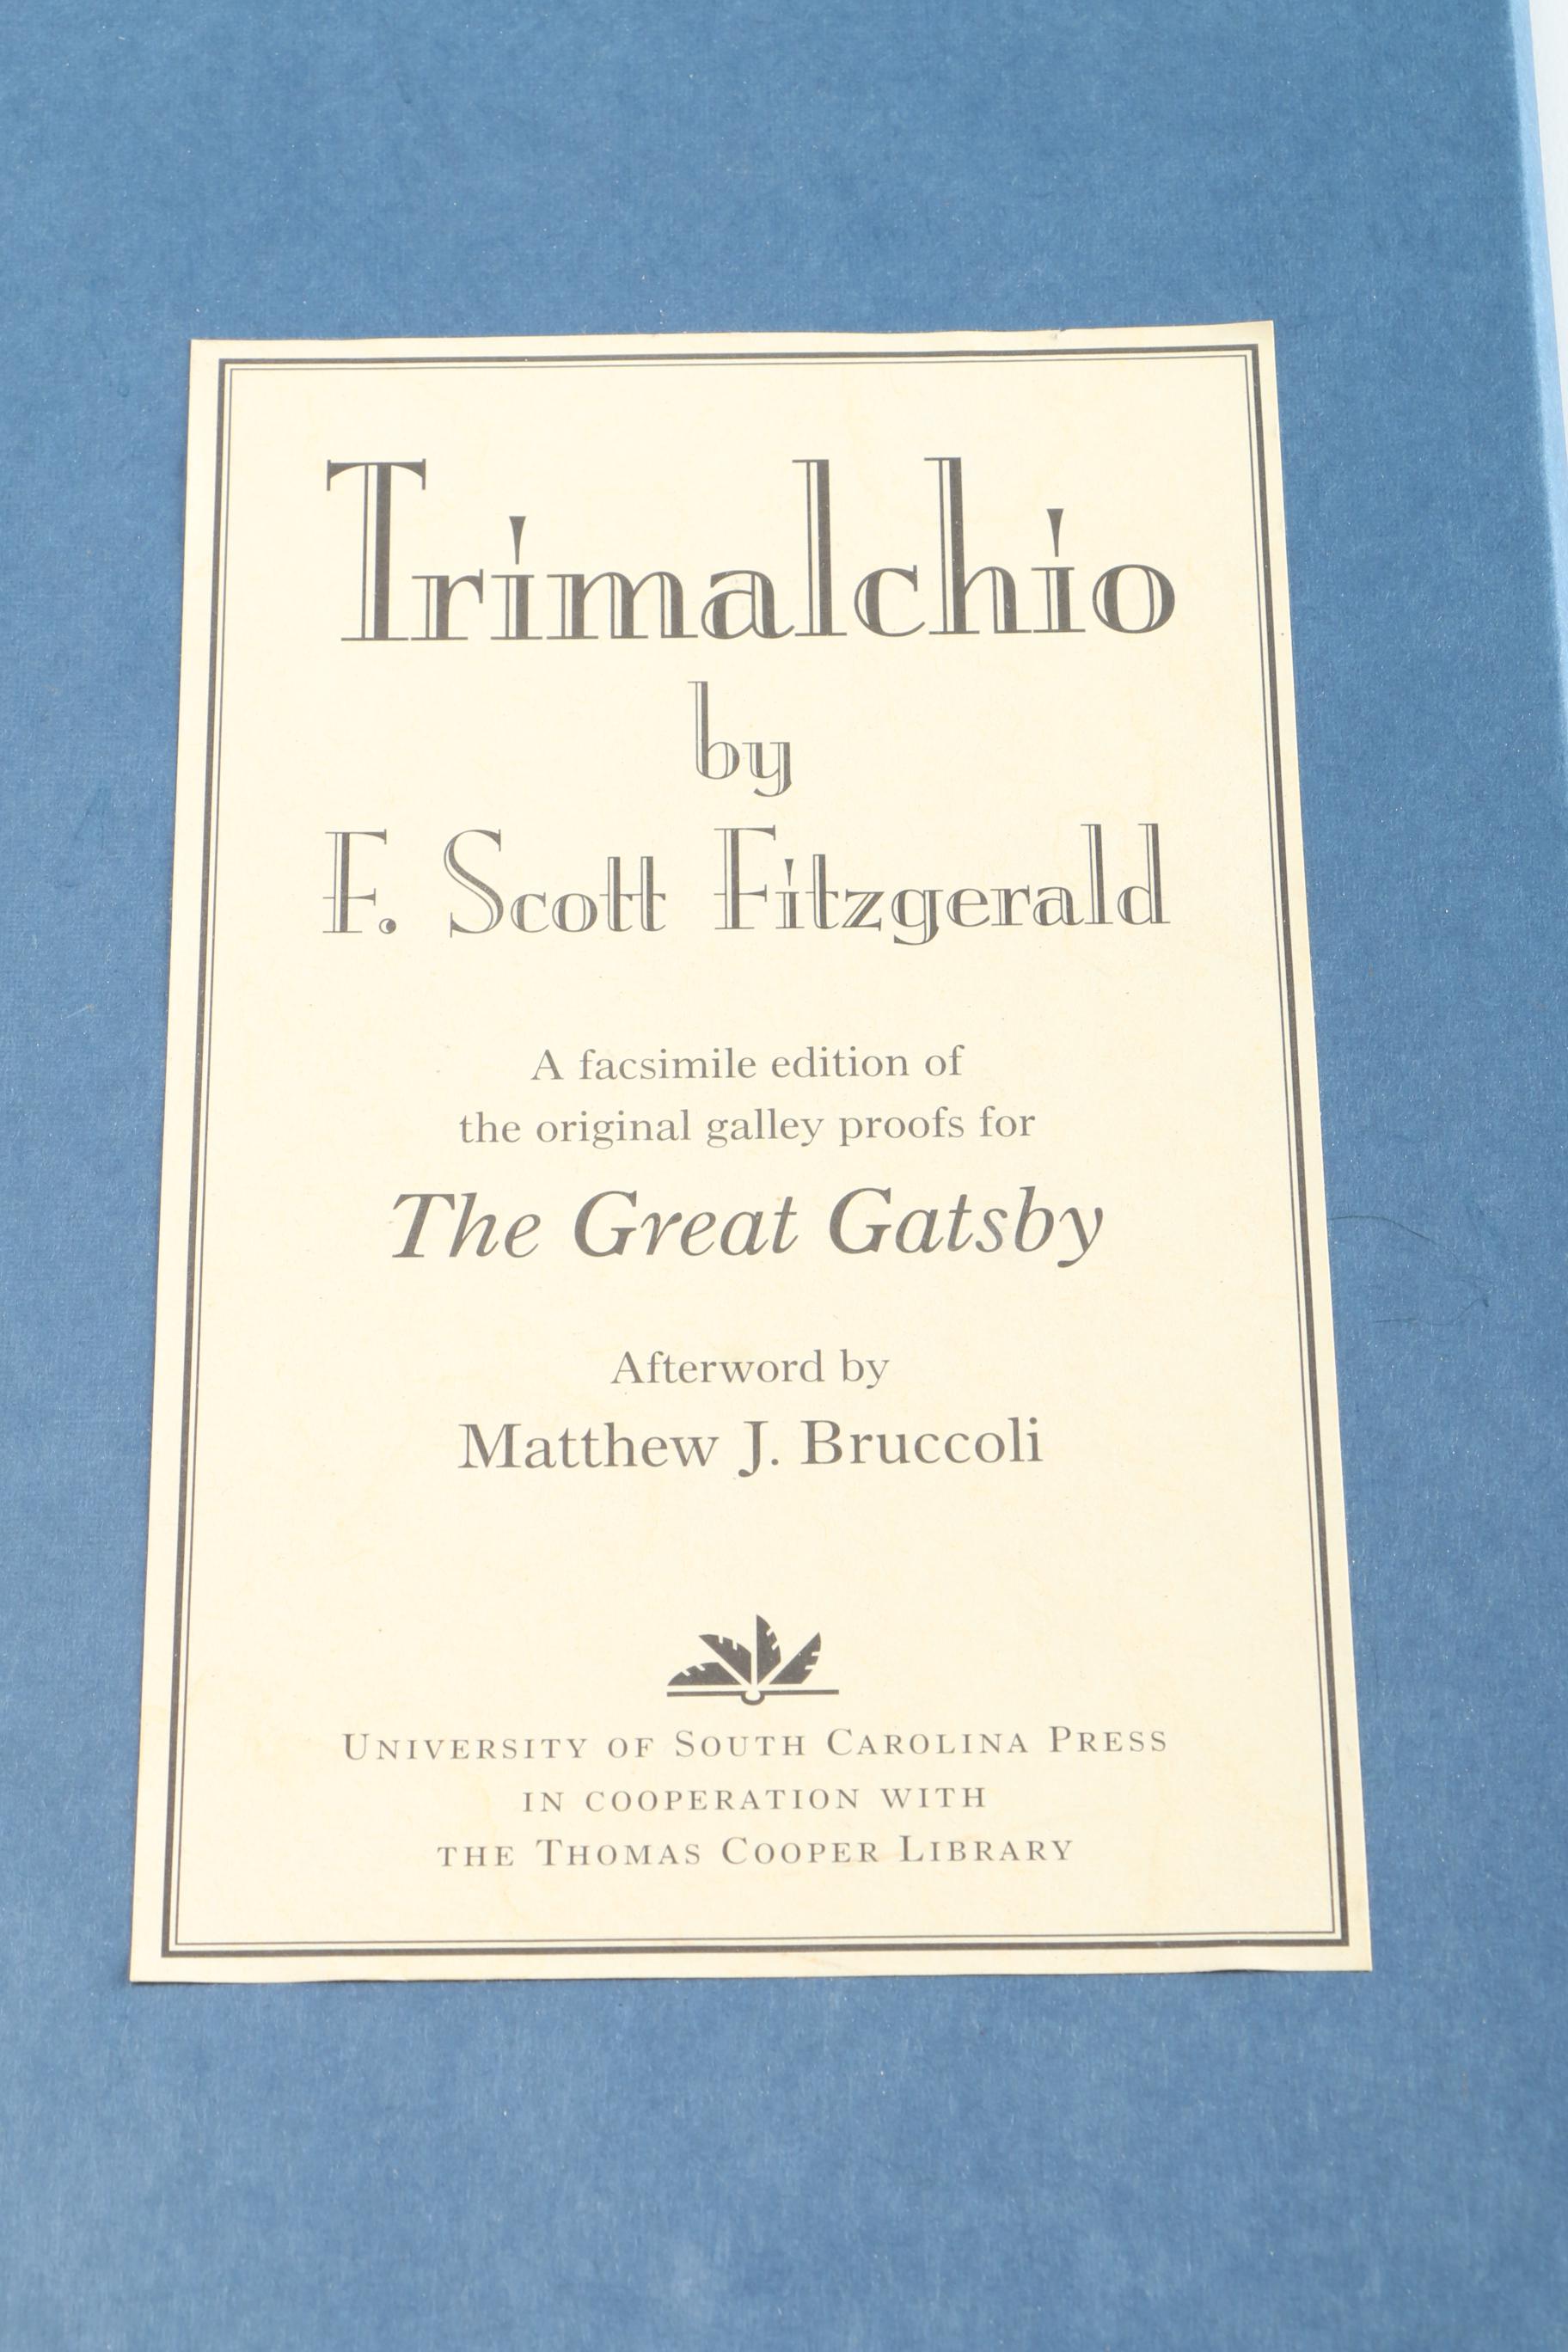 Trimalchio
by
F. Scott Fitzgerald
A facsimile edition of
the original galley proofs for
The Great Gatsby
Afterword by
Matthew J. Bruccoli
University of South Carolina Press
in cooperation with
the Thomas Cooper Library